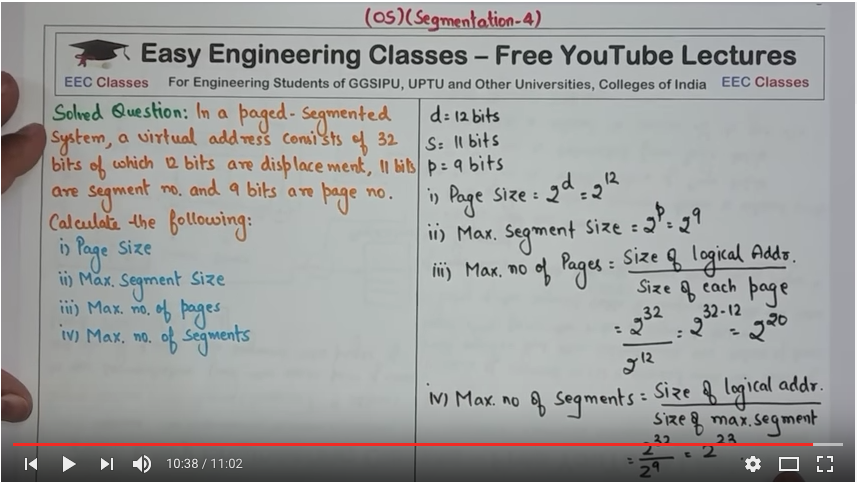 (OS)(Segmentation-4)
Easy Engineering Classes – Free YouTube Lectures
EEC Classes For Engineering Students of GGSIPU, UPTU and Other Universities, Colleges of India EEC Classes
Solved Question: In a paged-segmented
system, a virtual address consists of 32
bits of which 12 bits are displacement, 11 bits
are segment no. and 9 bits are page no.
Calculate the following:
i) Page Size
ii) Max. Segment Size
iii) Max. no. of pages
iv) Max. no. of segments
d = 12 bits
s = 11 bits
p = 9 bits
i) Page Size = 2^d = 2^12
ii) Max. Segment Size = 2^p = 2^9
iii) Max. no of Pages = Size of logical Addr.
Size of each page
= 2^32 / 2^12 = 2^32-12 = 2^20
iv) Max. no of segments = Size of logical addr.
Size of max. segment
= 2^32 / 2^9 = 2^23
10:38 / 11:02